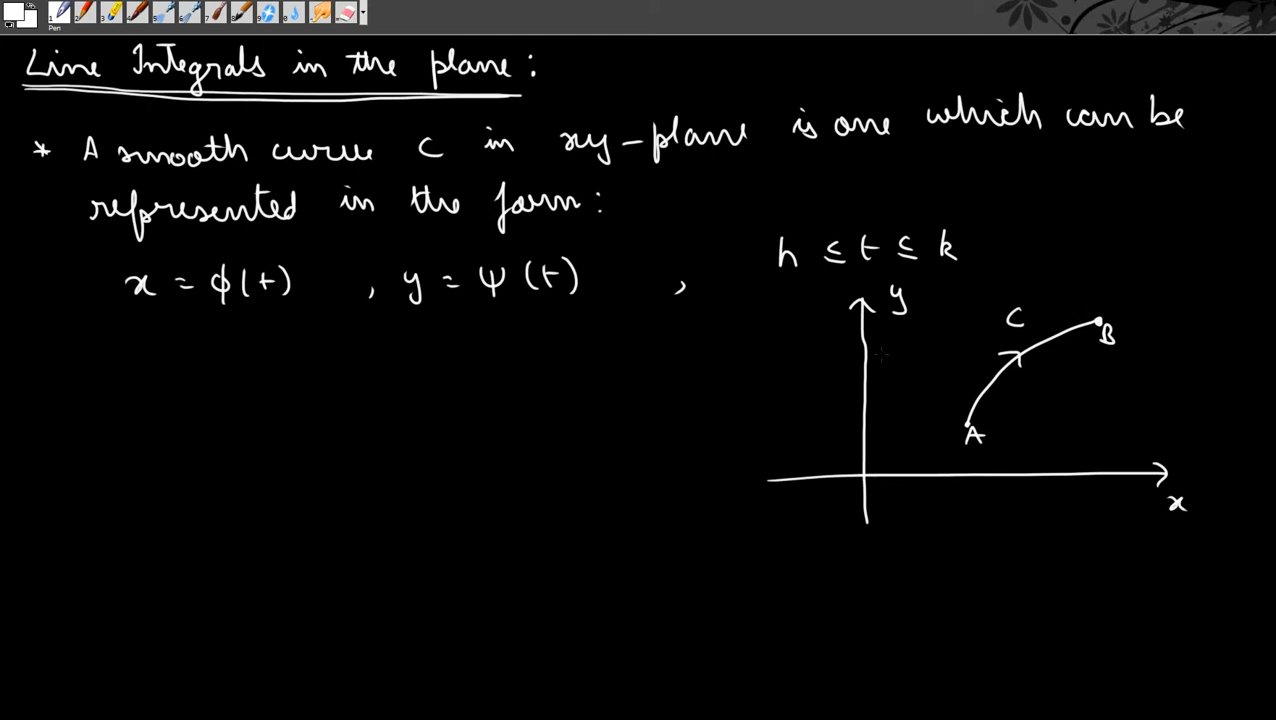 Pen
Line Integrals in the plane:
* A smooth curve C in xy-plane is one which can be
represented in the form:
x = ϕ(t) , y = ψ(t) , h ≤ t ≤ k
y
C
B
A
x